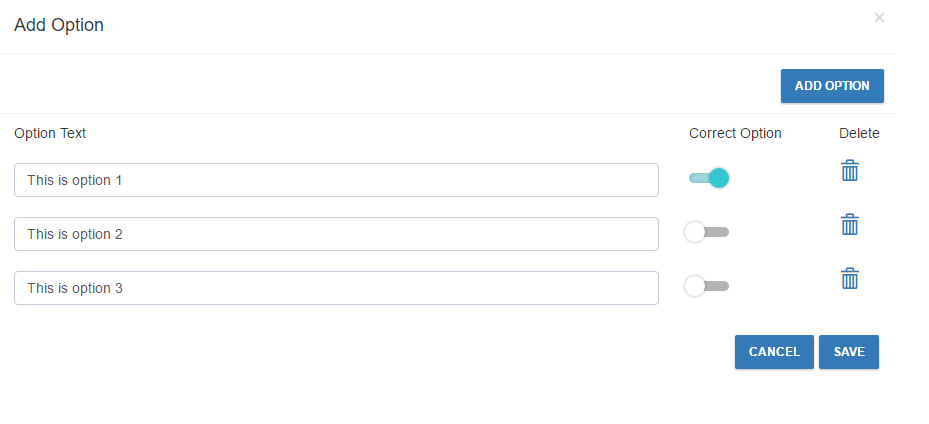 Add Option
×
ADD OPTION
Option Text Correct Option Delete
This is option 1
This is option 2
This is option 3
CANCEL SAVE